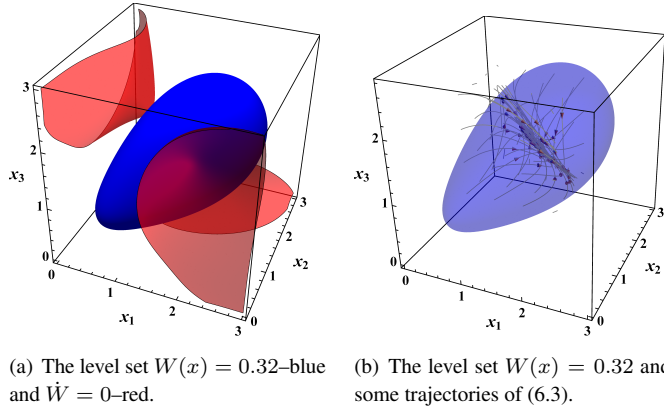 3
2
1
0
x3
0
1
2
3
x1
0
1
2
3
x2
3
2
1
0
x3
0
1
2
3
x1
0
1
2
3
x2
(a) The level set W(x) = 0.32–blue
and Ẇ = 0–red.
(b) The level set W(x) = 0.32 and
some trajectories of (6.3).